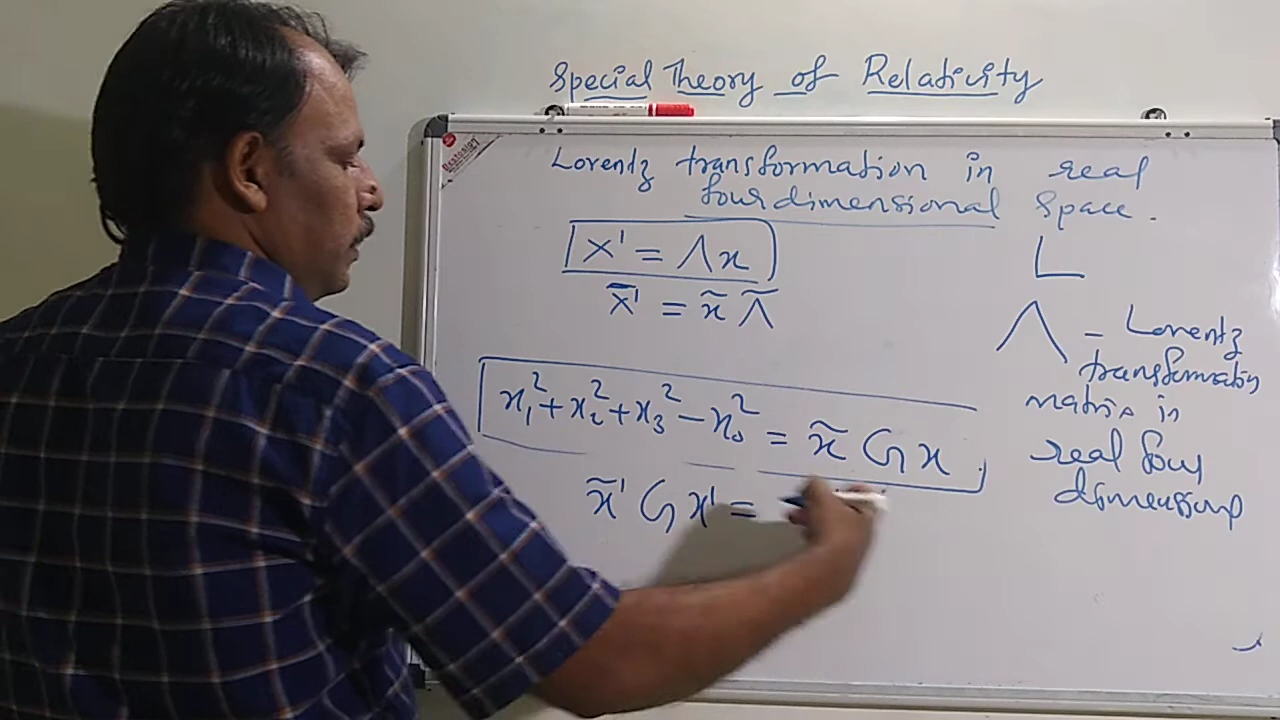 Special Theory of Relativity
Lorentz transformation in real
four dimensional space.
x' = Λx
x̃' = x̃ Λ̃
L
Λ - Lorentz
transformation
matrix in
real four
dimensional
x₁² + x₂² + x₃² - x₀² = x̃ G x
x̃' G x' =